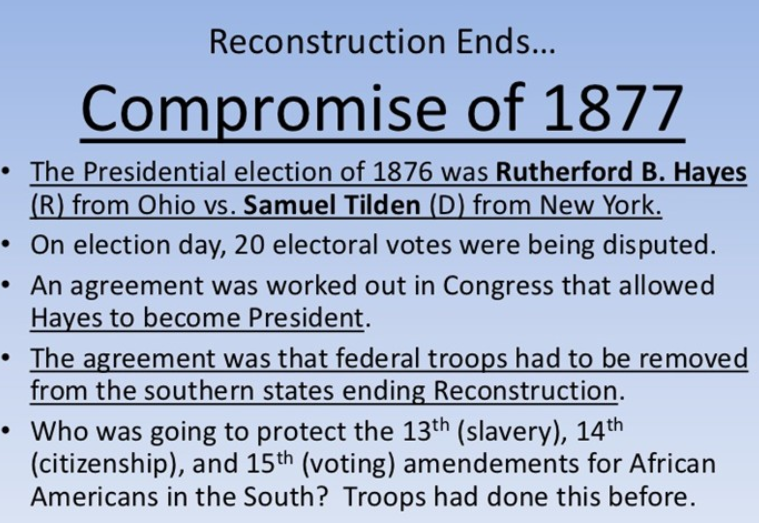 Reconstruction Ends...
Compromise of 1877
• The Presidential election of 1876 was Rutherford B. Hayes
(R) from Ohio vs. Samuel Tilden (D) from New York.
• On election day, 20 electoral votes were being disputed.
• An agreement was worked out in Congress that allowed
Hayes to become President.
• The agreement was that federal troops had to be removed
from the southern states ending Reconstruction.
• Who was going to protect the 13th (slavery), 14th
(citizenship), and 15th (voting) amendements for African
Americans in the South?  Troops had done this before.